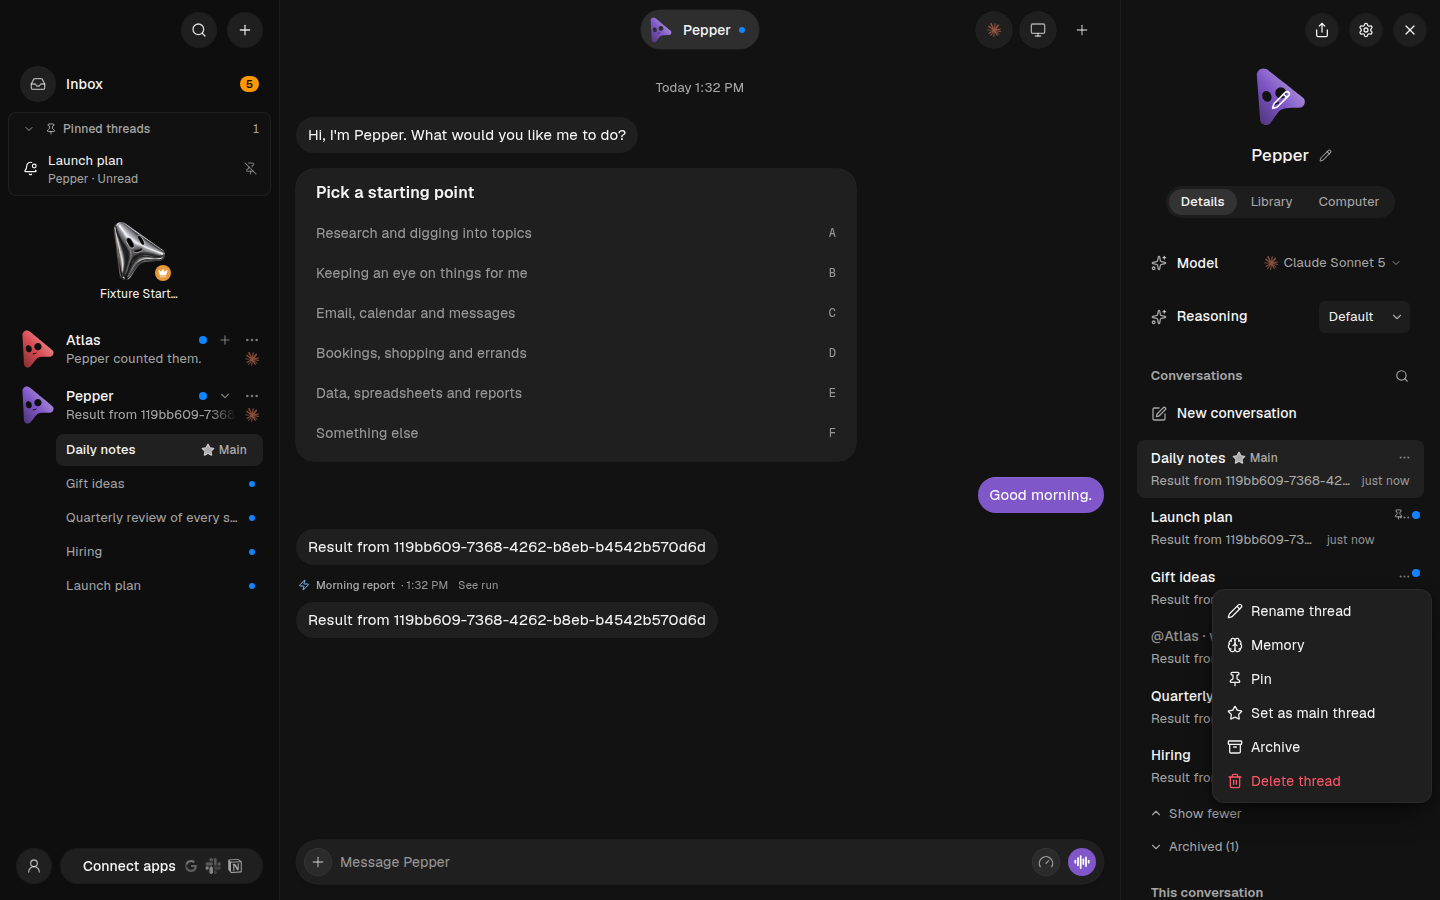 Inbox
5
Pinned threads
1
Launch plan
Pepper · Unread
Fixture Start...
Atlas
Pepper counted them.
Pepper
Result from 119bb609-7368
Daily notes
Main
Gift ideas
Quarterly review of every s...
Hiring
Launch plan
Connect apps
Pepper
Today 1:32 PM
Hi, I'm Pepper. What would you like me to do?
Pick a starting point
Research and digging into topics A
Keeping an eye on things for me B
Email, calendar and messages C
Bookings, shopping and errands D
Data, spreadsheets and reports E
Something else F
Good morning.
Result from 119bb609-7368-4262-b8eb-b4542b570d6d
Morning report · 1:32 PM See run
Result from 119bb609-7368-4262-b8eb-b4542b570d6d
Message Pepper
Pepper
Details Library Computer
Model Claude Sonnet 5
Reasoning Default
Conversations
New conversation
Daily notes Main
Result from 119bb609-7368-42... just now
Launch plan
Result from 119bb609-73... just now
Gift ideas
Result fro
@Atlas ·
Result fro
Quarterly
Result fro
Hiring
Result fro
Rename thread
Memory
Pin
Set as main thread
Archive
Delete thread
Show fewer
Archived (1)
This conversation